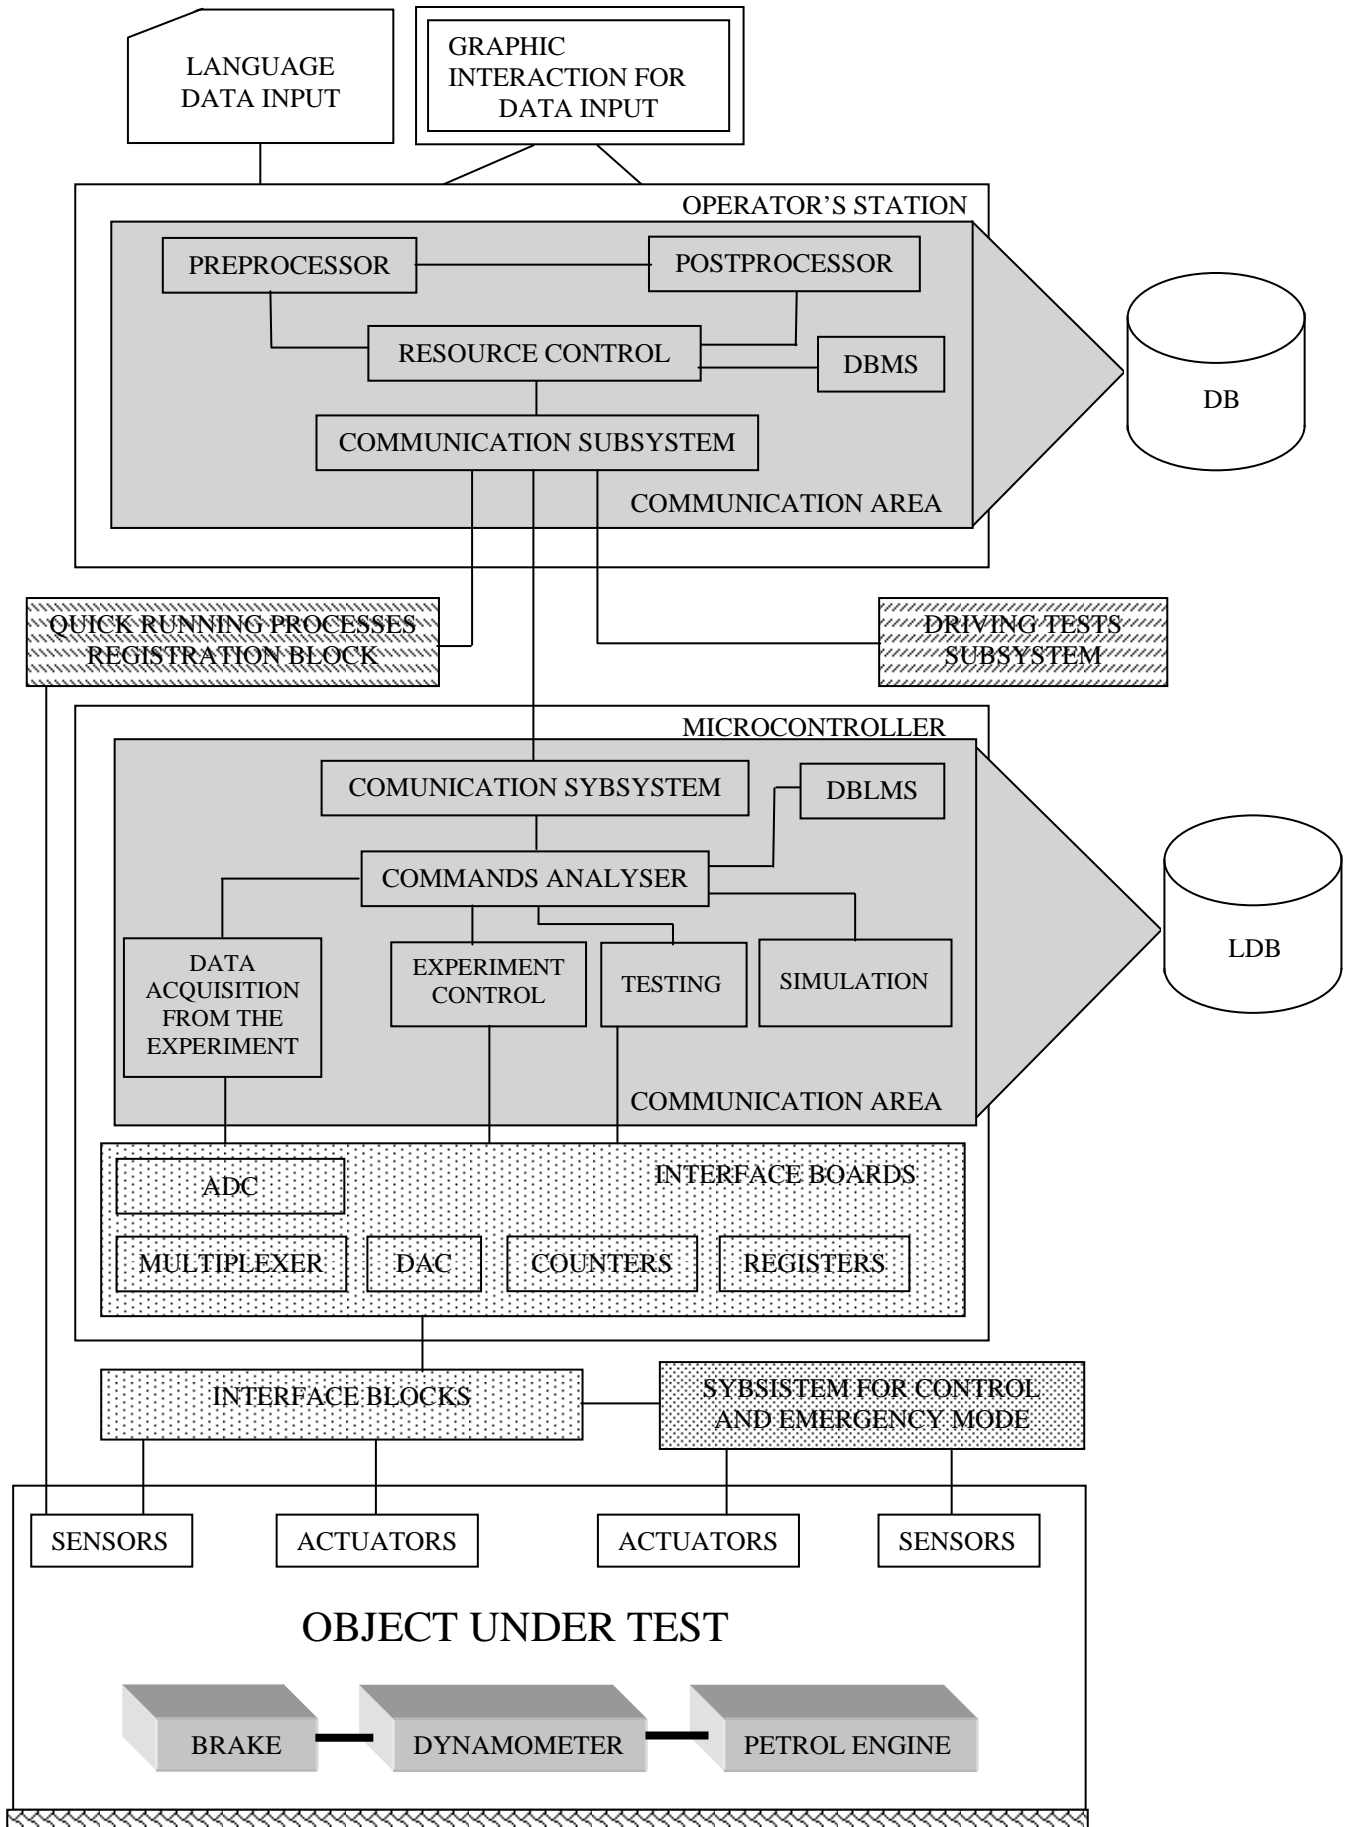 LANGUAGE
DATA INPUT
GRAPHIC
INTERACTION FOR
DATA INPUT
OPERATOR'S STATION
PREPROCESSOR
POSTPROCESSOR
RESOURCE CONTROL
DBMS
DB
COMMUNICATION SUBSYSTEM
COMMUNICATION AREA
QUICK RUNNING PROCESSES
REGISTRATION BLOCK
DRIVING TESTS
SUBSYSTEM
MICROCONTROLLER
COMUNICATION SYBSYSTEM
DBLMS
COMMANDS ANALYSER
DATA
ACQUISITION
FROM THE
EXPERIMENT
EXPERIMENT
CONTROL
TESTING
SIMULATION
LDB
COMMUNICATION AREA
INTERFACE BOARDS
ADC
MULTIPLEXER
DAC
COUNTERS
REGISTERS
INTERFACE BLOCKS
SYBSISTEM FOR CONTROL
AND EMERGENCY MODE
SENSORS
ACTUATORS
ACTUATORS
SENSORS
OBJECT UNDER TEST
BRAKE
DYNAMOMETER
PETROL ENGINE